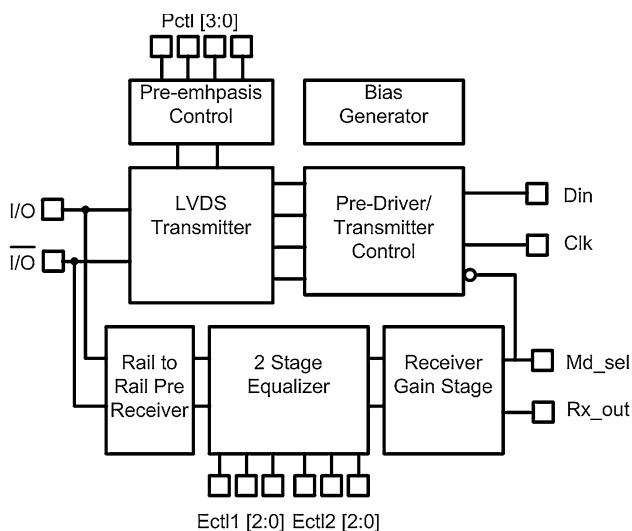 Pctl [3:0]
Pre-emhpasis
Control
Bias
Generator
I/O
I/O
LVDS
Transmitter
Pre-Driver/
Transmitter
Control
Din
Clk
Rail to
Rail Pre
Receiver
2 Stage
Equalizer
Receiver
Gain Stage
Md_sel
Rx_out
Ectl1 [2:0]
Ectl2 [2:0]